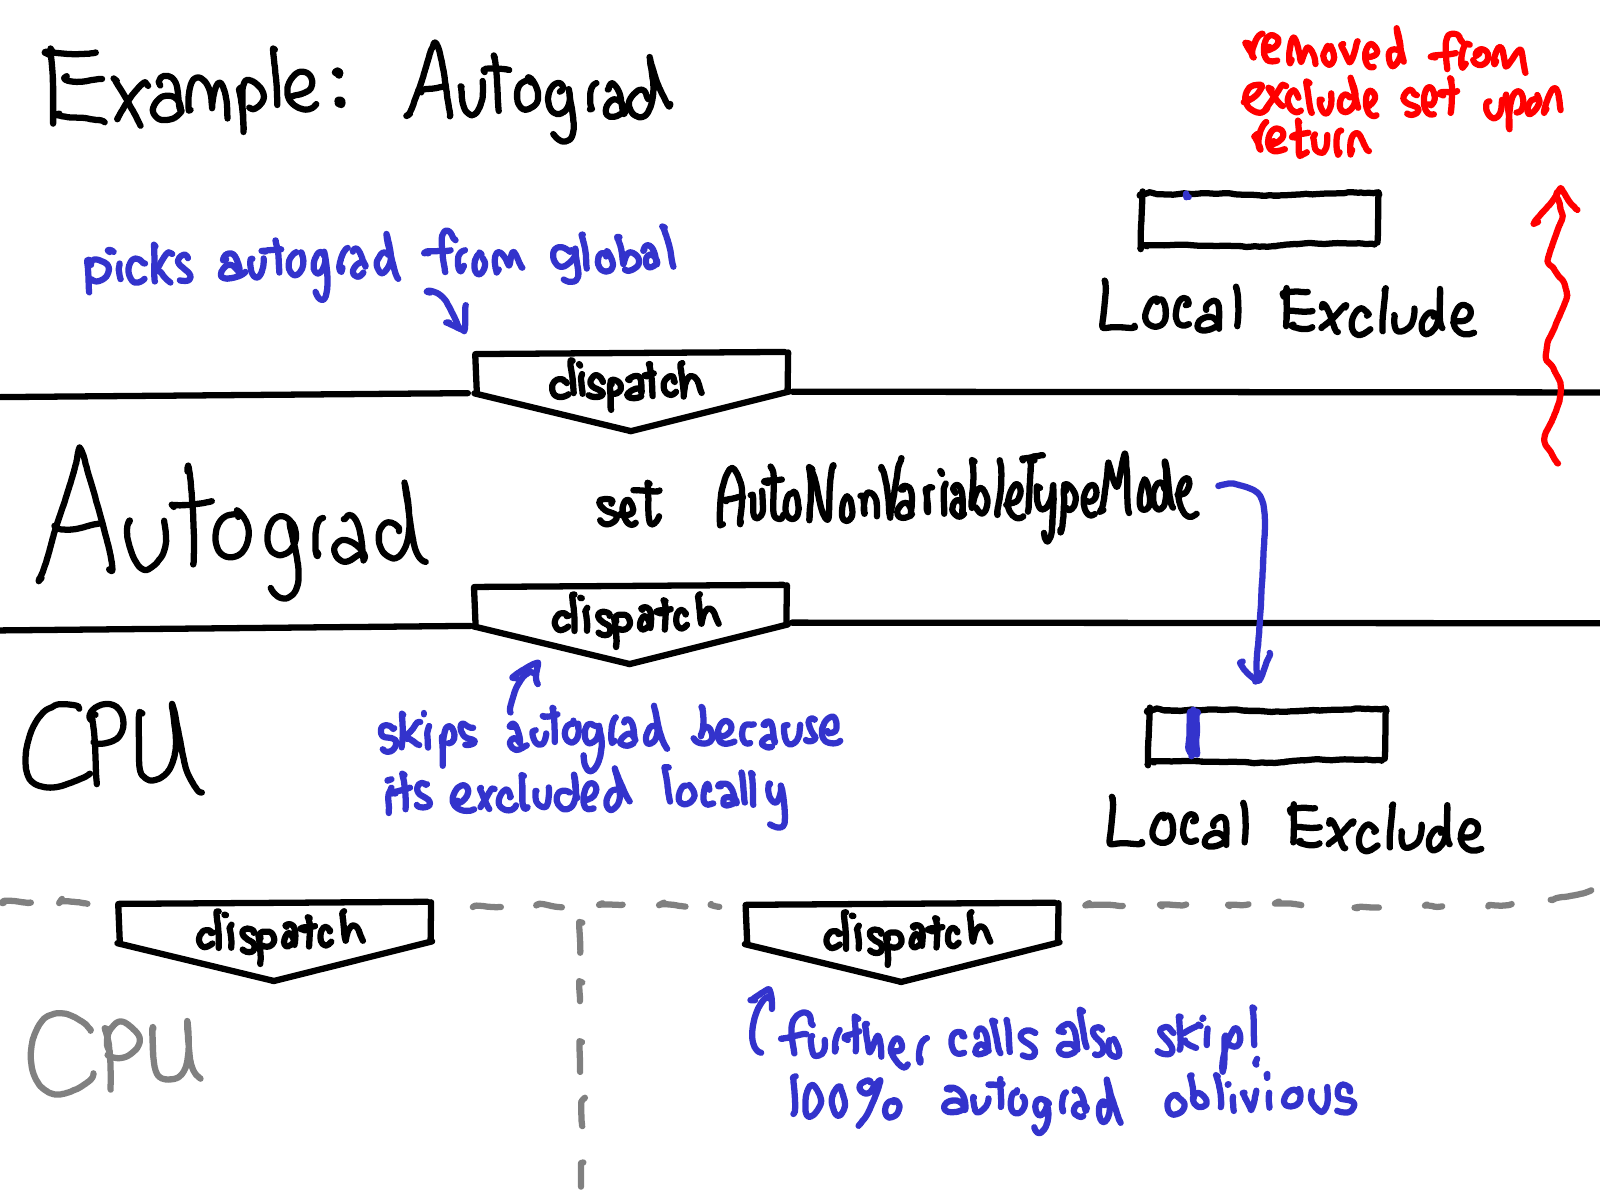 Example: Autograd
removed from
exclude set upon
return
picks autograd from global
Local Exclude
dispatch
Autograd
set AutoNonVariableTypeMode
dispatch
CPU
skips autograd because
its excluded locally
Local Exclude
dispatch
dispatch
CPU
further calls also skip!
100% autograd oblivious